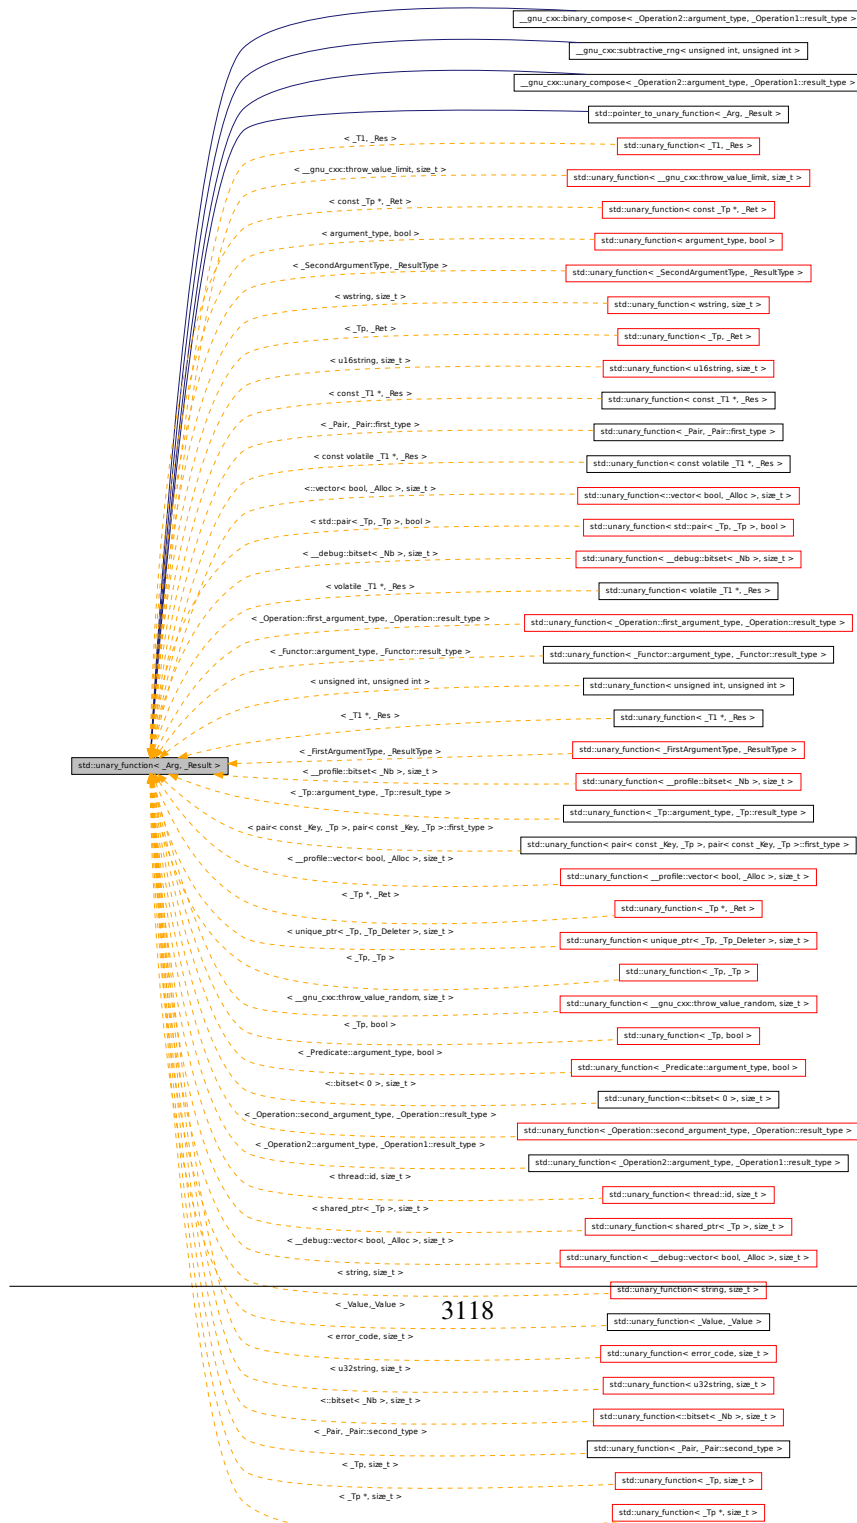 __gnu_cxx::binary_compose< _Operation2::argument_type, _Operation1::result_type >
__gnu_cxx::subtractive_rng< unsigned int, unsigned int >
__gnu_cxx::unary_compose< _Operation2::argument_type, _Operation1::result_type >
std::pointer_to_unary_function< _Arg, _Result >
< _T1, _Res >
std::unary_function< _T1, _Res >
< __gnu_cxx::throw_value_limit, size_t >
std::unary_function< __gnu_cxx::throw_value_limit, size_t >
< const _Tp *, _Ret >
std::unary_function< const _Tp *, _Ret >
< argument_type, bool >
std::unary_function< argument_type, bool >
< _SecondArgumentType, _ResultType >
std::unary_function< _SecondArgumentType, _ResultType >
< wstring, size_t >
std::unary_function< wstring, size_t >
< _Tp, _Ret >
std::unary_function< _Tp, _Ret >
< u16string, size_t >
std::unary_function< u16string, size_t >
< const _T1 *, _Res >
std::unary_function< const _T1 *, _Res >
< _Pair, _Pair::first_type >
std::unary_function< _Pair, _Pair::first_type >
< const volatile _T1 *, _Res >
std::unary_function< const volatile _T1 *, _Res >
<::vector< bool, _Alloc >, size_t >
std::unary_function<::vector< bool, _Alloc >, size_t >
< std::pair< _Tp, _Tp >, bool >
std::unary_function< std::pair< _Tp, _Tp >, bool >
< __debug::bitset< _Nb >, size_t >
std::unary_function< __debug::bitset< _Nb >, size_t >
< volatile _T1 *, _Res >
std::unary_function< volatile _T1 *, _Res >
< _Operation::first_argument_type, _Operation::result_type >
std::unary_function< _Operation::first_argument_type, _Operation::result_type >
< _Functor::argument_type, _Functor::result_type >
std::unary_function< _Functor::argument_type, _Functor::result_type >
< unsigned int, unsigned int >
std::unary_function< unsigned int, unsigned int >
< _T1 *, _Res >
std::unary_function< _T1 *, _Res >
std::unary_function< _Arg, _Result >
< _FirstArgumentType, _ResultType >
std::unary_function< _FirstArgumentType, _ResultType >
< __profile::bitset< _Nb >, size_t >
std::unary_function< __profile::bitset< _Nb >, size_t >
< _Tp::argument_type, _Tp::result_type >
std::unary_function< _Tp::argument_type, _Tp::result_type >
< pair< const _Key, _Tp >, pair< const _Key, _Tp >::first_type >
std::unary_function< pair< const _Key, _Tp >, pair< const _Key, _Tp >::first_type >
< __profile::vector< bool, _Alloc >, size_t >
std::unary_function< __profile::vector< bool, _Alloc >, size_t >
< _Tp *, _Ret >
std::unary_function< _Tp *, _Ret >
< unique_ptr< _Tp, _Tp_Deleter >, size_t >
std::unary_function< unique_ptr< _Tp, _Tp_Deleter >, size_t >
< _Tp, _Tp >
std::unary_function< _Tp, _Tp >
< __gnu_cxx::throw_value_random, size_t >
std::unary_function< __gnu_cxx::throw_value_random, size_t >
< _Tp, bool >
std::unary_function< _Tp, bool >
< _Predicate::argument_type, bool >
std::unary_function< _Predicate::argument_type, bool >
<::bitset< 0 >, size_t >
std::unary_function<::bitset< 0 >, size_t >
< _Operation::second_argument_type, _Operation::result_type >
std::unary_function< _Operation::second_argument_type, _Operation::result_type >
< _Operation2::argument_type, _Operation1::result_type >
std::unary_function< _Operation2::argument_type, _Operation1::result_type >
< thread::id, size_t >
std::unary_function< thread::id, size_t >
< shared_ptr< _Tp >, size_t >
std::unary_function< shared_ptr< _Tp >, size_t >
< __debug::vector< bool, _Alloc >, size_t >
std::unary_function< __debug::vector< bool, _Alloc >, size_t >
< string, size_t >
std::unary_function< string, size_t >
3118
< _Value, _Value >
std::unary_function< _Value, _Value >
< error_code, size_t >
std::unary_function< error_code, size_t >
< u32string, size_t >
std::unary_function< u32string, size_t >
<::bitset< _Nb >, size_t >
std::unary_function<::bitset< _Nb >, size_t >
< _Pair, _Pair::second_type >
std::unary_function< _Pair, _Pair::second_type >
< _Tp, size_t >
std::unary_function< _Tp, size_t >
< _Tp *, size_t >
std::unary_function< _Tp *, size_t >